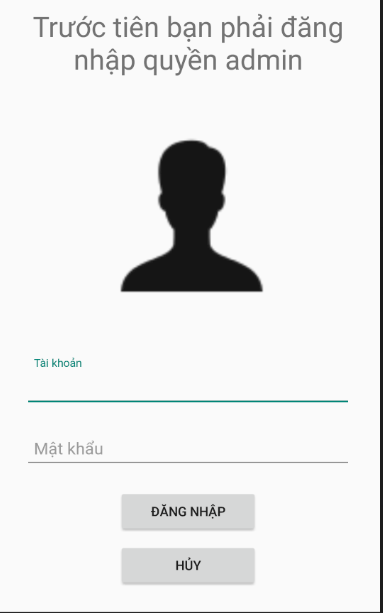 Trước tiên bạn phải đăng
nhập quyền admin
Tài khoản
Mật khẩu
ĐĂNG NHẬP
HỦY